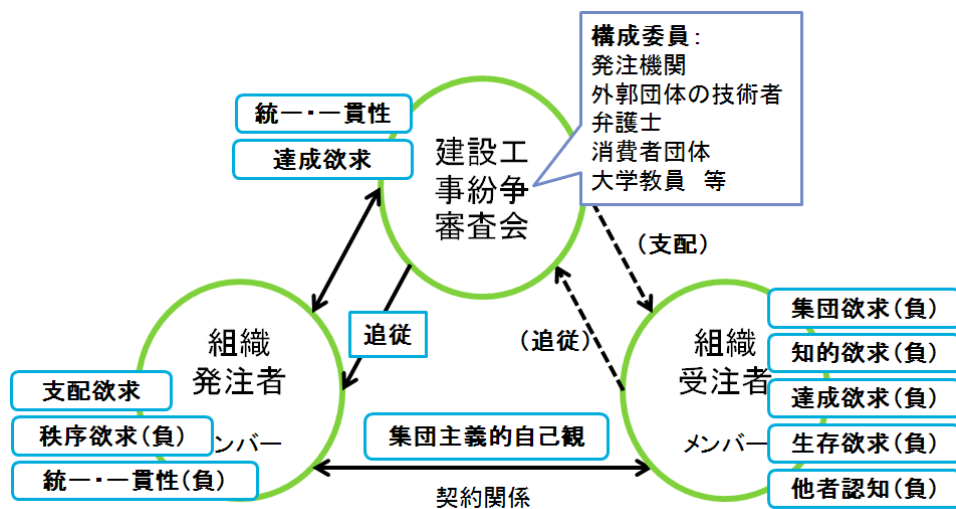 構成委員：
発注機関
外郭団体の技術者
弁護士
消費者団体
大学教員　等
統一・一貫性
達成欲求
建設工
事紛争
審査会
（支配）
追従
（追従）
組織
発注者
支配欲求
秩序欲求（負）
ンバー
統一・一貫性（負）
集団主義的自己観
契約関係
組織
受注者
メンバー
集団欲求（負）
知的欲求（負）
達成欲求（負）
生存欲求（負）
他者認知（負）